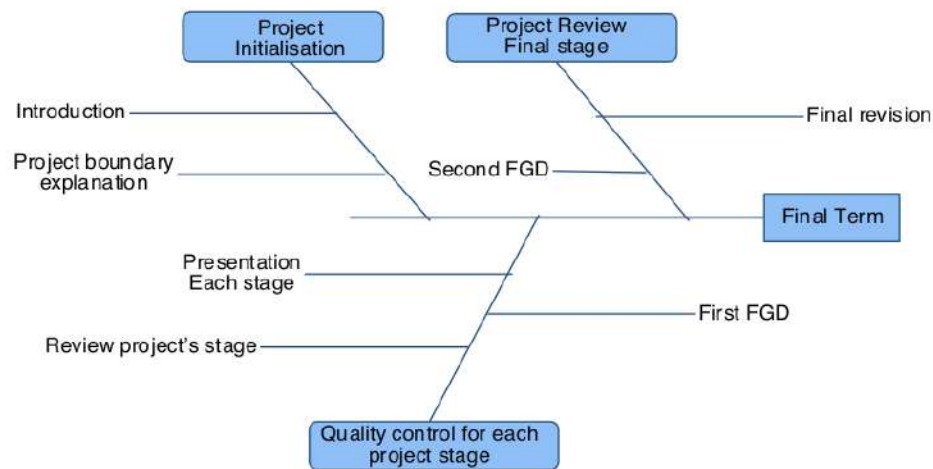 Project
Initialisation
Project Review
Final stage
Introduction
Final revision
Project boundary
explanation
Second FGD
Final Term
Presentation
Each stage
First FGD
Review project's stage
Quality control for each
project stage